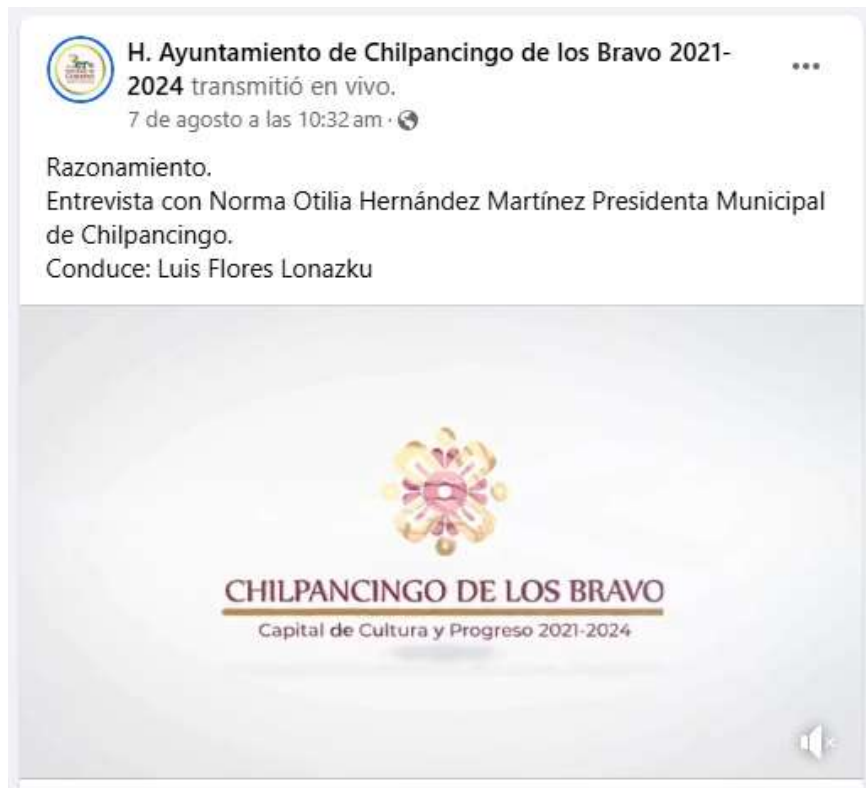 H. Ayuntamiento de Chilpancingo de los Bravo 2021-
2024 transmitió en vivo.
7 de agosto a las 10:32 am ·
Razonamiento.
Entrevista con Norma Otilia Hernández Martínez Presidenta Municipal
de Chilpancingo.
Conduce: Luis Flores Lonazku
CHILPANCINGO DE LOS BRAVO
Capital de Cultura y Progreso 2021-2024